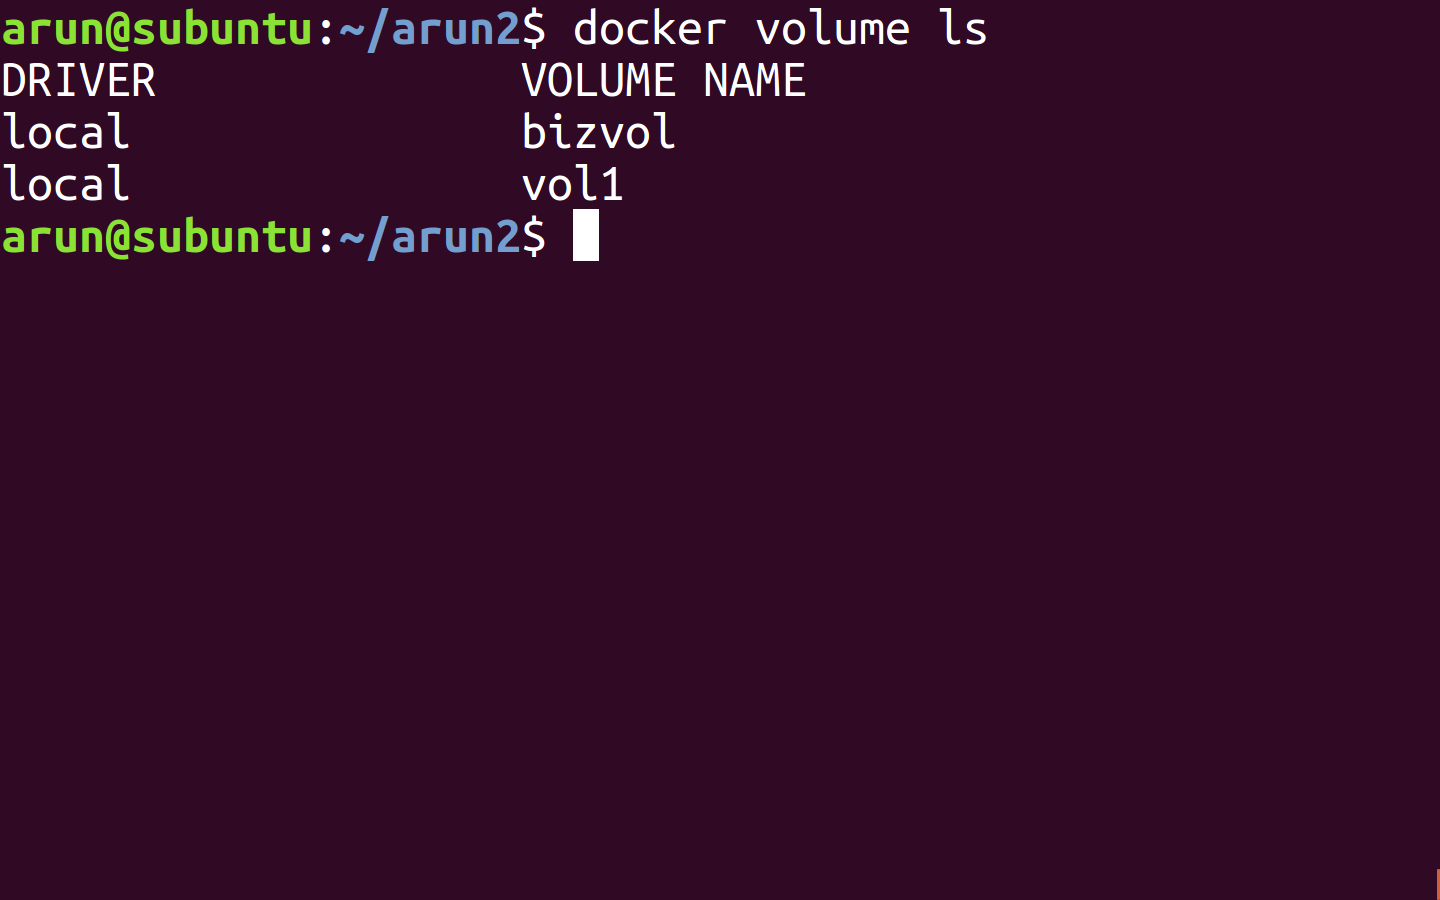 arun@subuntu:~/arun2$ docker volume ls
DRIVER              VOLUME NAME
local               bizvol
local               vol1
arun@subuntu:~/arun2$